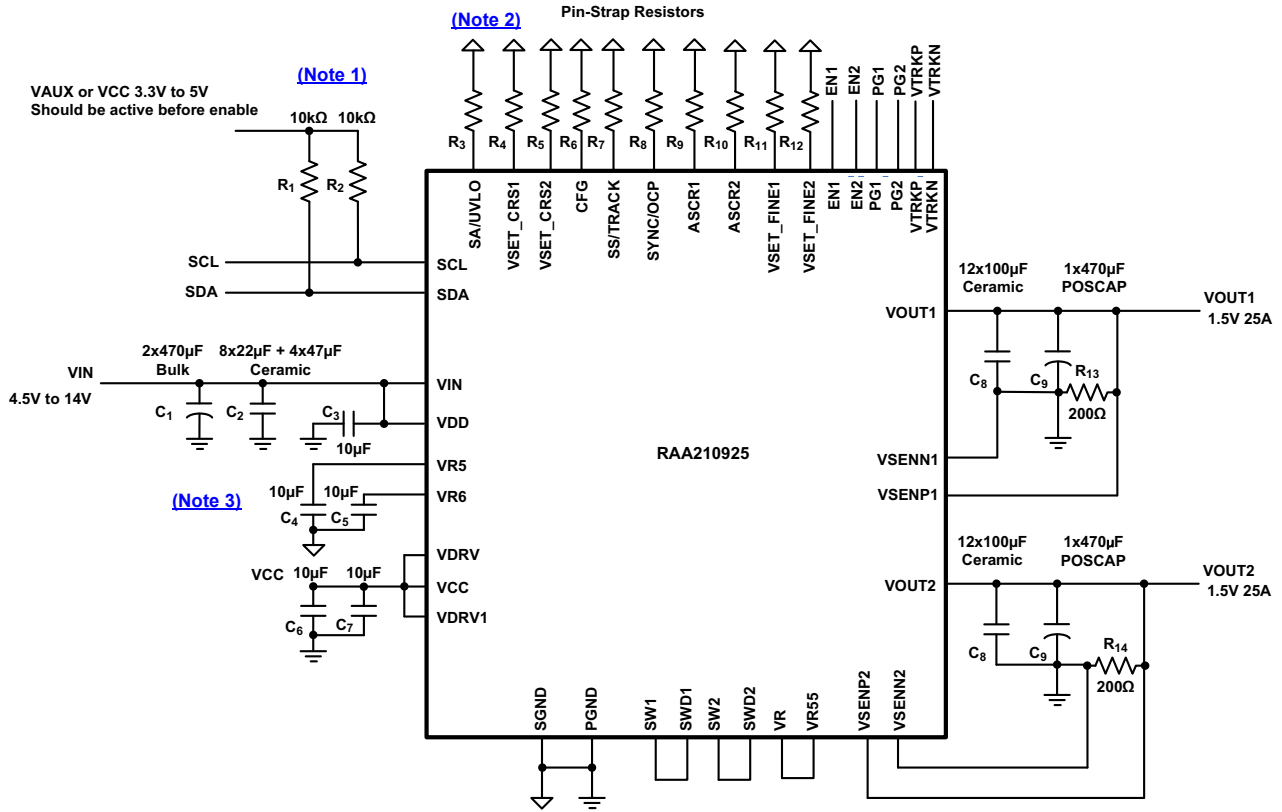 Pin-Strap Resistors
(Note 2)
(Note 1)
VAUX or VCC 3.3V to 5V
Should be active before enable
10kΩ
10kΩ
R1
R2
R3
R4
R5
R6
R7
R8
R9
R10
R11
R12
EN1
EN2
PG1
PG2
VTRKP
VTRKN
SA/UVLO
VSET_CRS1
VSET_CRS2
CFG
SS/TRACK
SYNC/OCP
ASCR1
ASCR2
VSET_FINE1
VSET_FINE2
EN1
EN2
PG1
PG2
VTRKP
VTRKN
SCL
SCL
SDA
SDA
12x100µF
Ceramic
1x470µF
POSCAP
VOUT1
VOUT1
1.5V 25A
C8
C9
R13
200Ω
VSENN1
VSENP1
2x470µF
Bulk
8x22µF + 4x47µF
Ceramic
VIN
4.5V to 14V
VIN
C1
C2
C3
10µF
VDD
RAA210925
VR5
(Note 3)
10µF
10µF
VR6
C4
C5
VDRV
VCC
10µF
10µF
VCC
VDRV1
C6
C7
12x100µF
Ceramic
1x470µF
POSCAP
VOUT2
VOUT2
1.5V 25A
C8
C9
R14
200Ω
SGND
PGND
SW1
SWD1
SW2
SWD2
VR
VR55
VSENP2
VSENN2